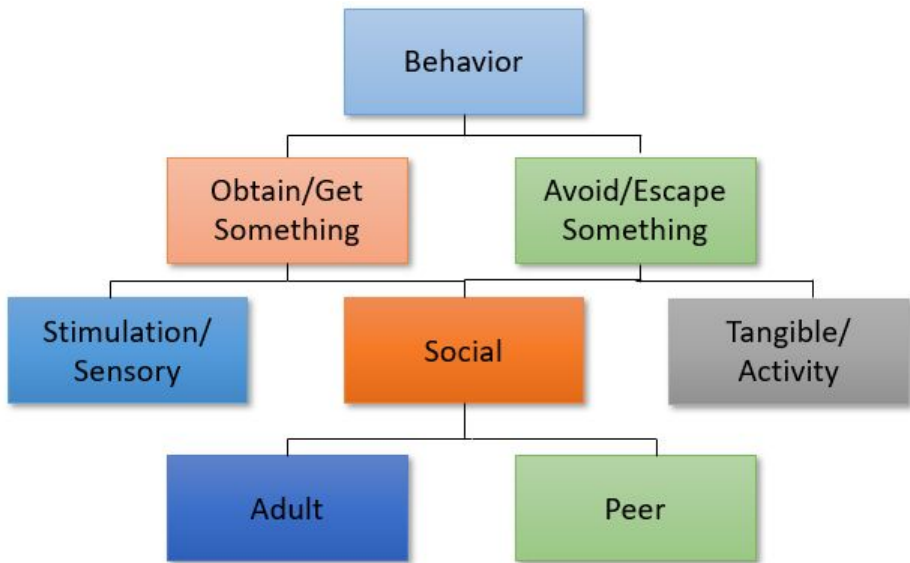 Behavior
Obtain/Get
Something
Avoid/Escape
Something
Stimulation/
Sensory
Social
Tangible/
Activity
Adult
Peer